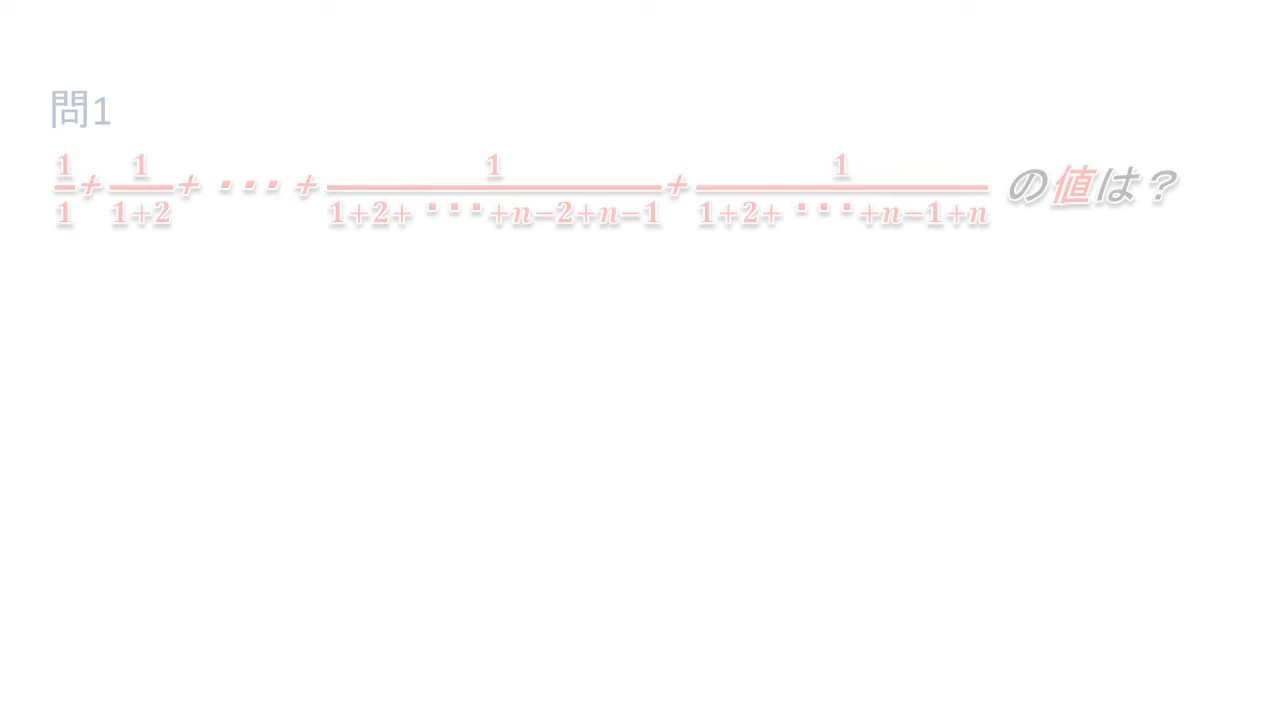 問1
1/1 + 1/(1+2) + ・・・ + 1/(1+2+・・・+n−2+n−1) + 1/(1+2+・・・+n−1+n) の値は？